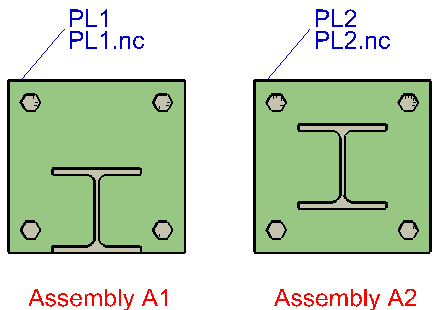 PL1
PL1.nc
PL2
PL2.nc
Assembly A1
Assembly A2